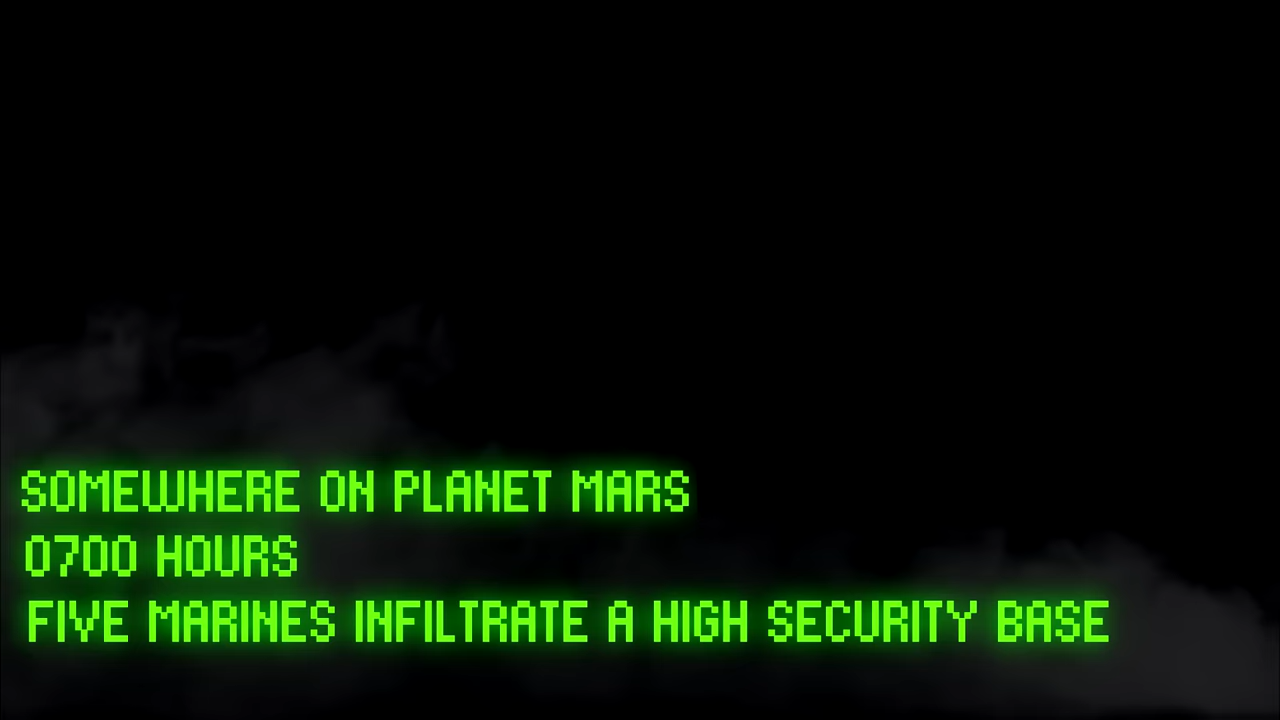 SOMEWHERE ON PLANET MARS
0700 HOURS
FIVE MARINES INFILTRATE A HIGH SECURITY BASE